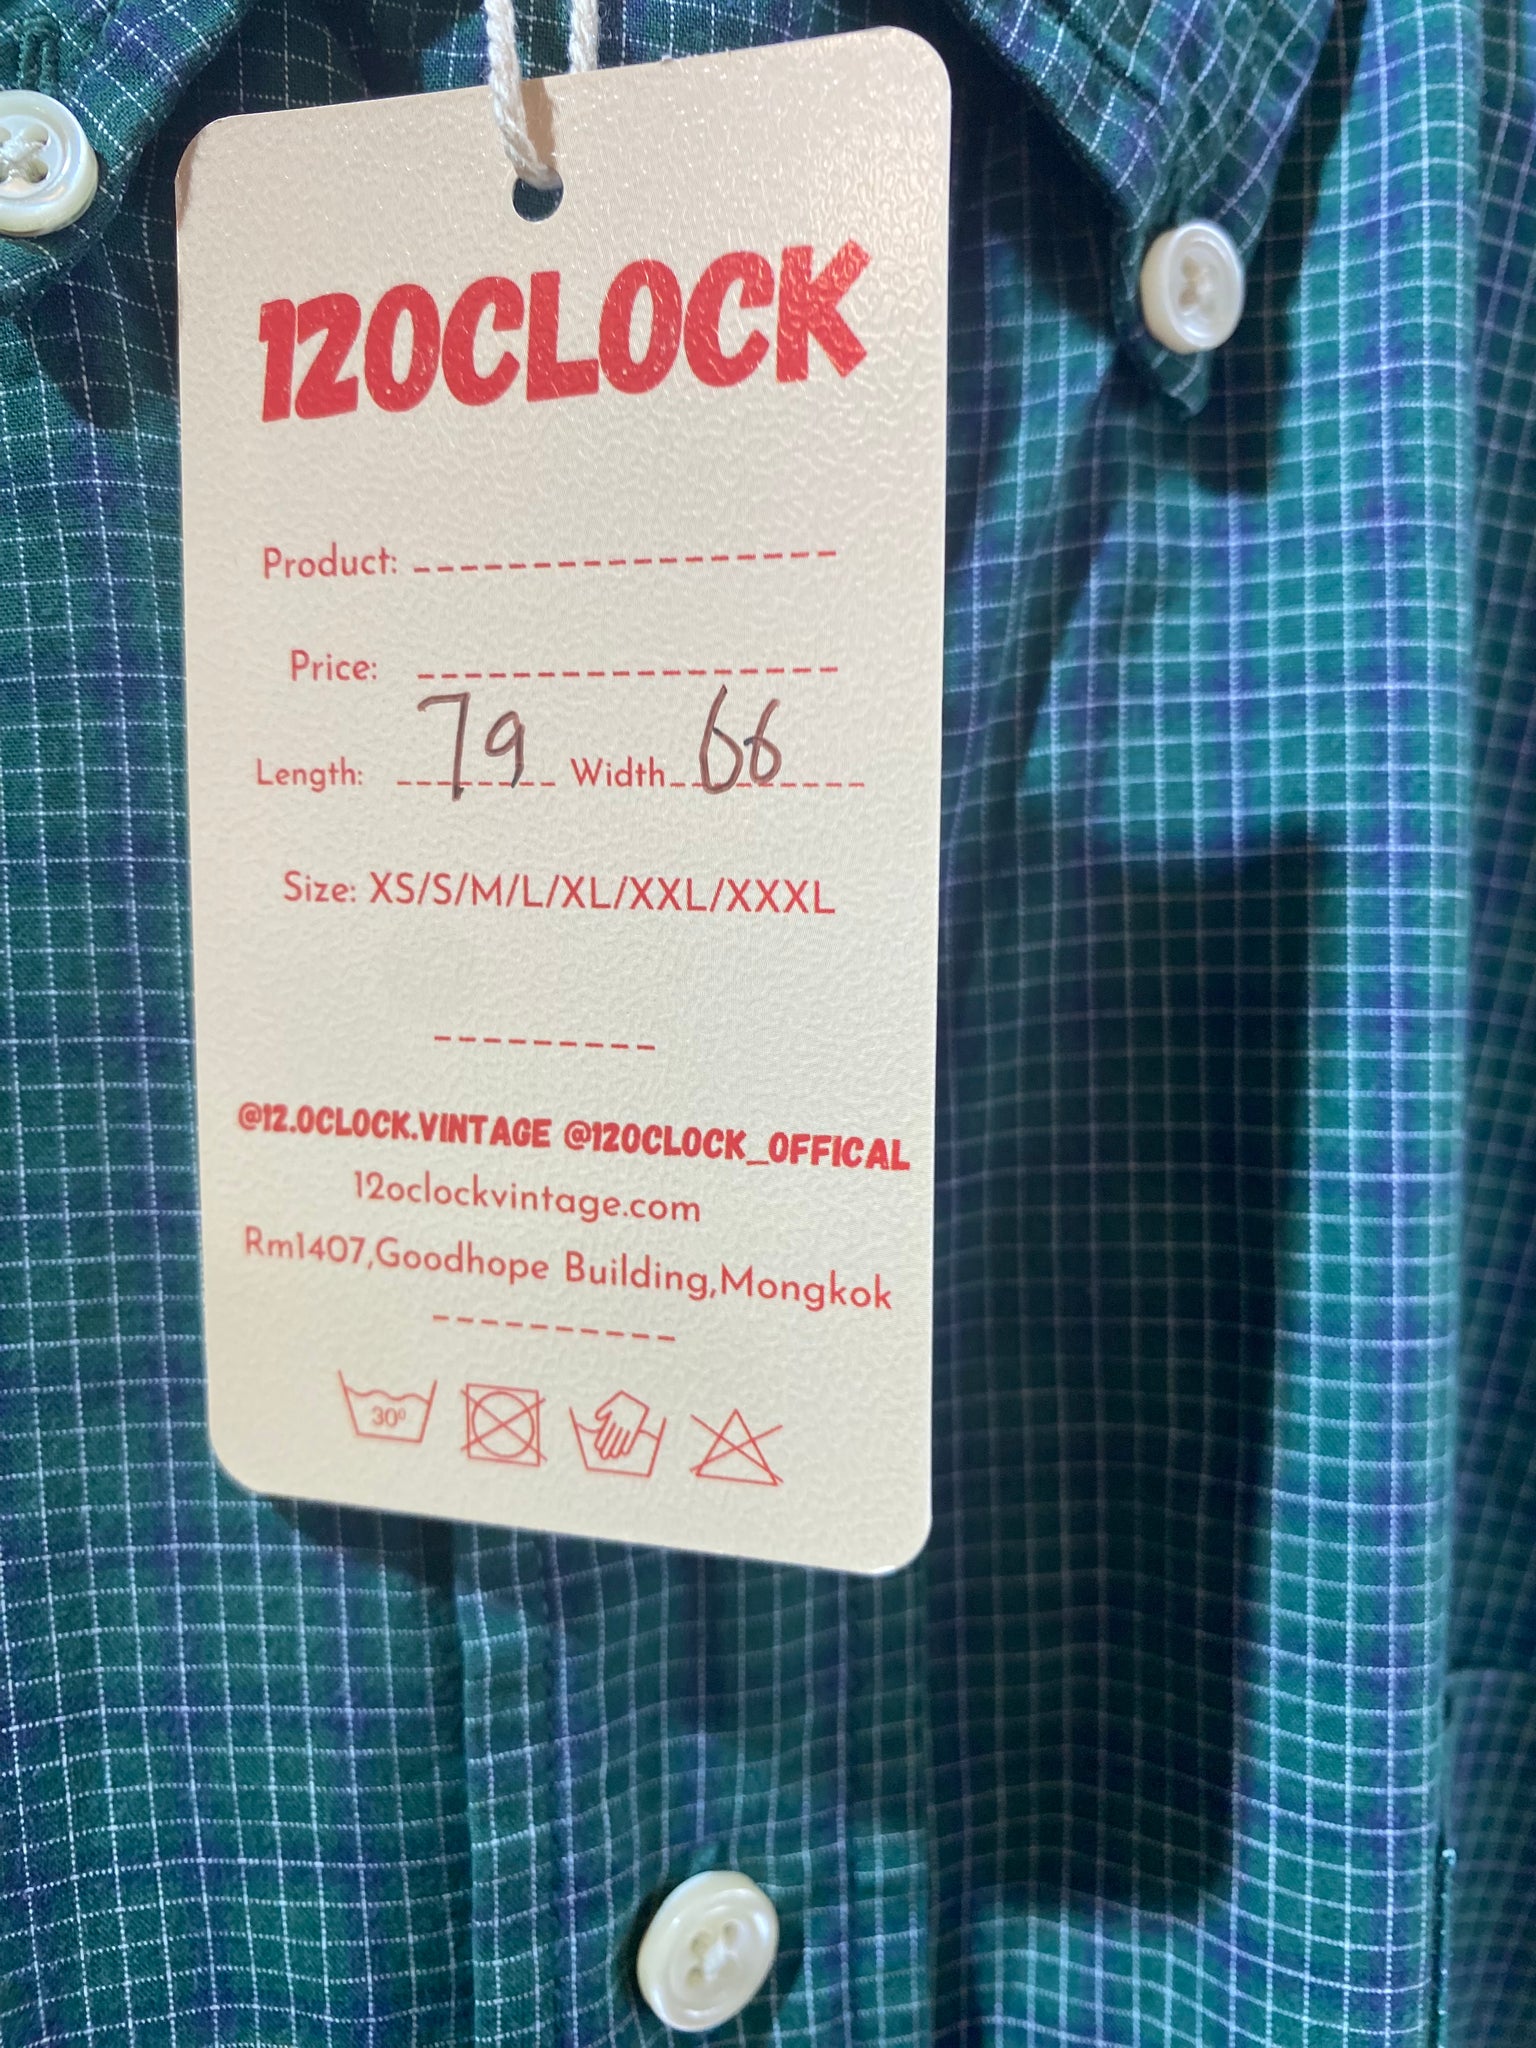 12OCLOCK
Product:
Price:
Length: 79 Width 66
Size: XS/S/M/L/XL/XXL/XXXL
@12.OCLOCK.VINTAGE @12OCLOCK_OFFICAL
12oclockvintage.com
Rm1407,Goodhope Building,Mongkok
30⁰